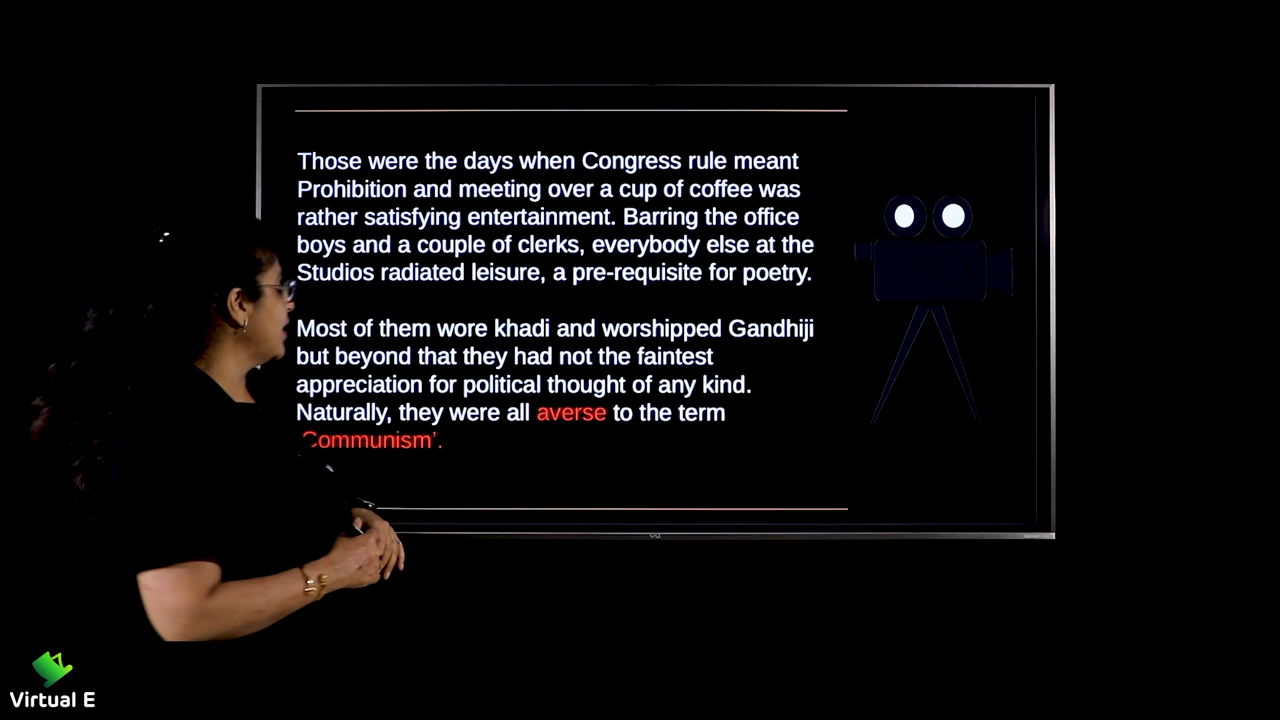 Those were the days when Congress rule meant
Prohibition and meeting over a cup of coffee was
rather satisfying entertainment. Barring the office
boys and a couple of clerks, everybody else at the
Studios radiated leisure, a pre-requisite for poetry.
Most of them wore khadi and worshipped Gandhiji
but beyond that they had not the faintest
appreciation for political thought of any kind.
Naturally, they were all averse to the term
'Communism'.
Virtual E